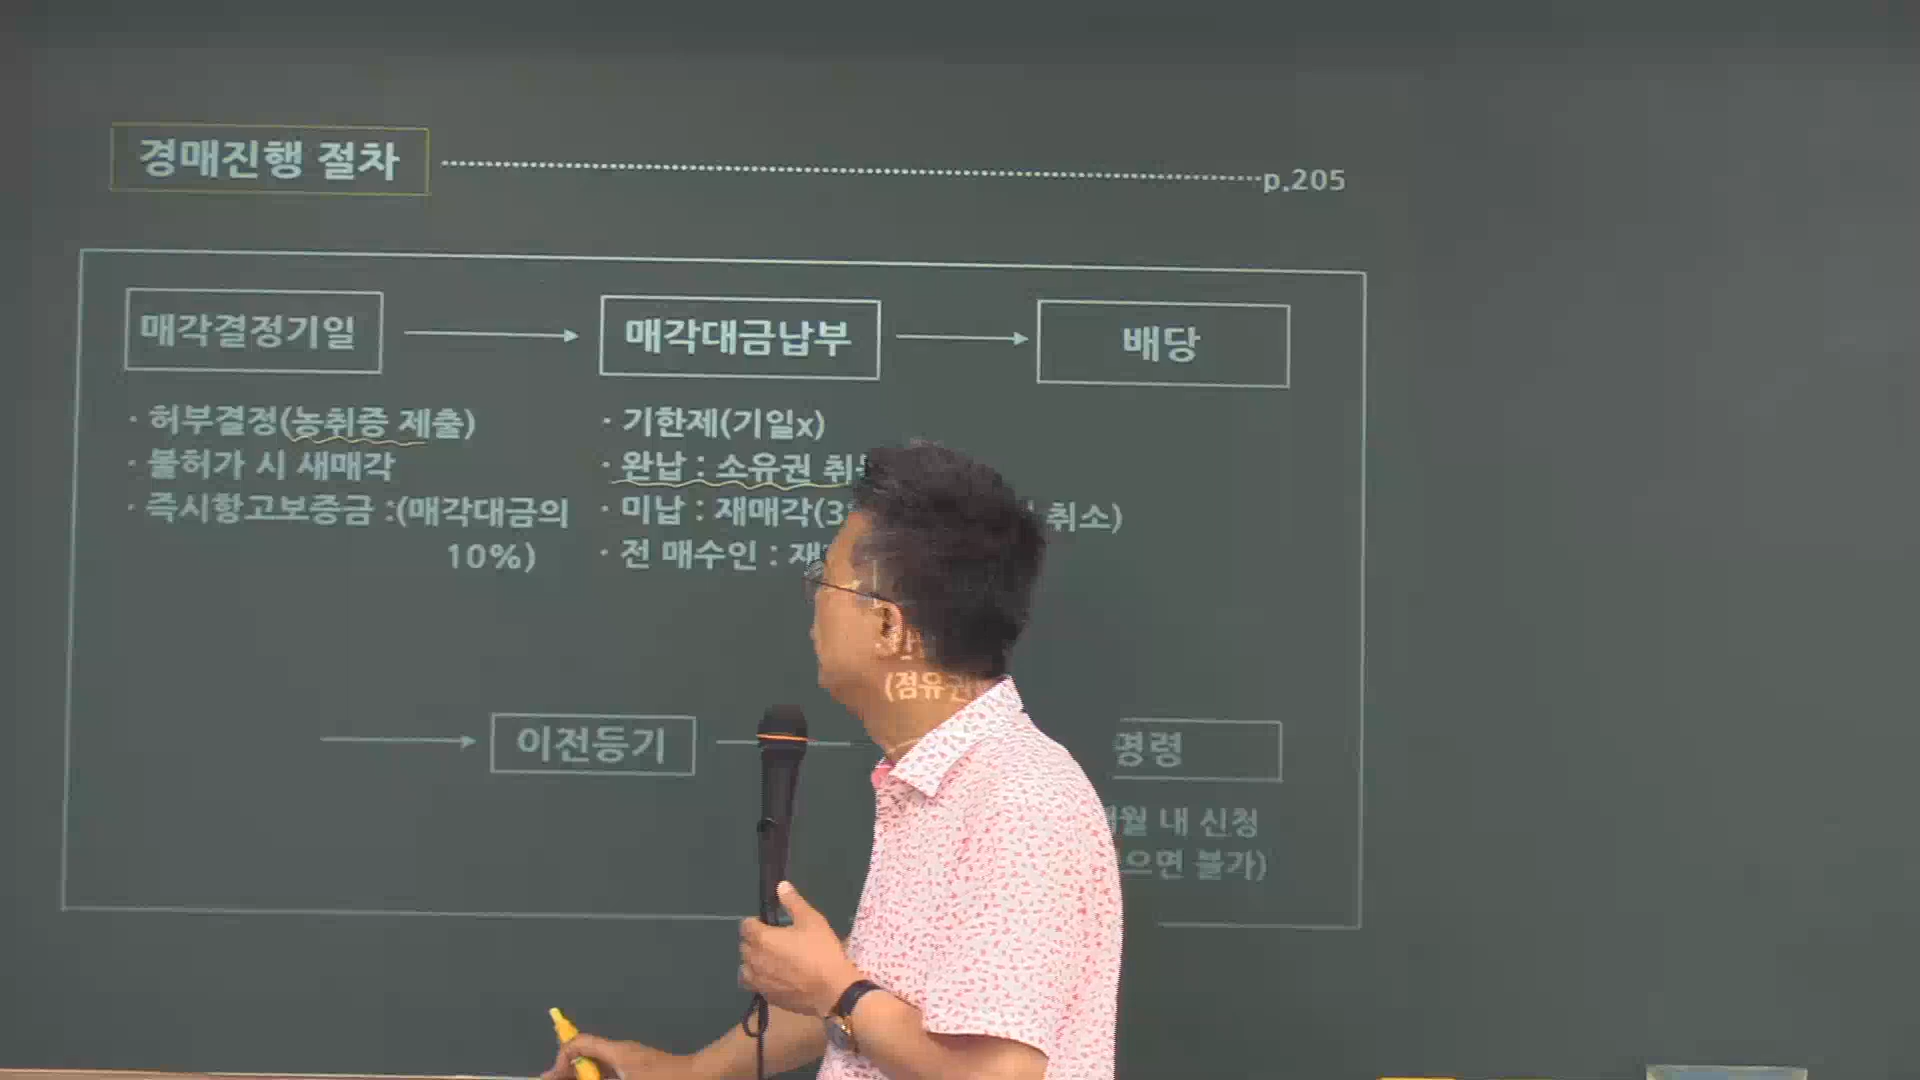 경매진행 절차
p.205
매각결정기일
매각대금납부
배당
· 허부결정(농취증 제출)
· 불허가 시 새매각
· 즉시항고보증금 :(매각대금의
10%)
· 기한제(기일x)
· 완납 : 소유권
· 미납 : 재매각(3 취소)
· 전 매수인 :
(점유권
이전등기
명령
월 내 신청
으면 불가)